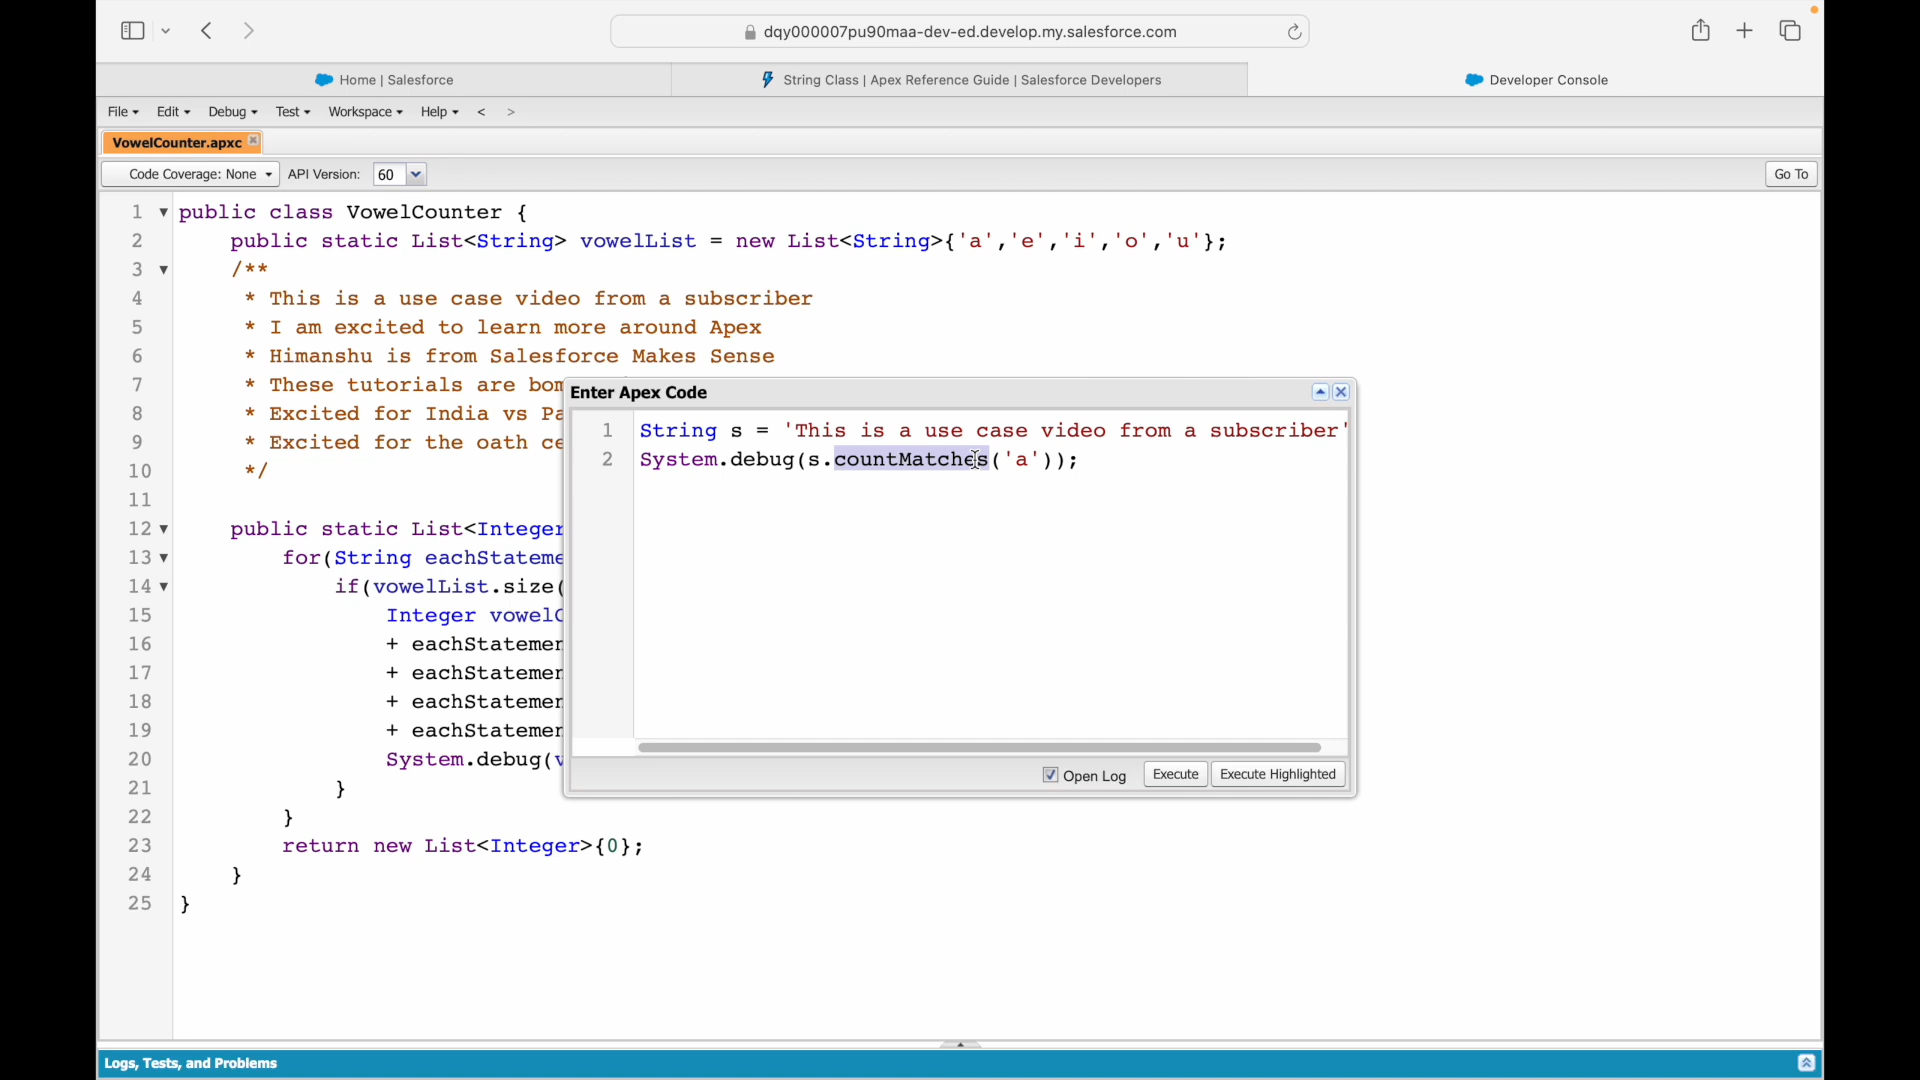 dqy000007pu90maa-dev-ed.develop.my.salesforce.com
Home | Salesforce
String Class | Apex Reference Guide | Salesforce Developers
Developer Console
File Edit Debug Test Workspace Help < >
VowelCounter.apxc
Code Coverage: None API Version: 60 Go To
1 public class VowelCounter {
2 public static List<String> vowelList = new List<String>{'a','e','i','o','u'};
3 /**
4 * This is a use case video from a subscriber
5 * I am excited to learn more around Apex
6 * Himanshu is from Salesforce Makes Sense
7 * These tutorials are bom
8 * Excited for India vs Pa
9 * Excited for the oath ce
10 */
11
12 public static List<Integer
13 for(String eachStateme
14 if(vowelList.size(
15 Integer vowelC
16 + eachStatemen
17 + eachStatemen
18 + eachStatemen
19 + eachStatemen
20 System.debug(v
21 }
22 }
23 return new List<Integer>{0};
24 }
25 }
Enter Apex Code
1 String s = 'This is a use case video from a subscriber'
2 System.debug(s.countMatches('a'));
Open Log Execute Execute Highlighted
Logs, Tests, and Problems